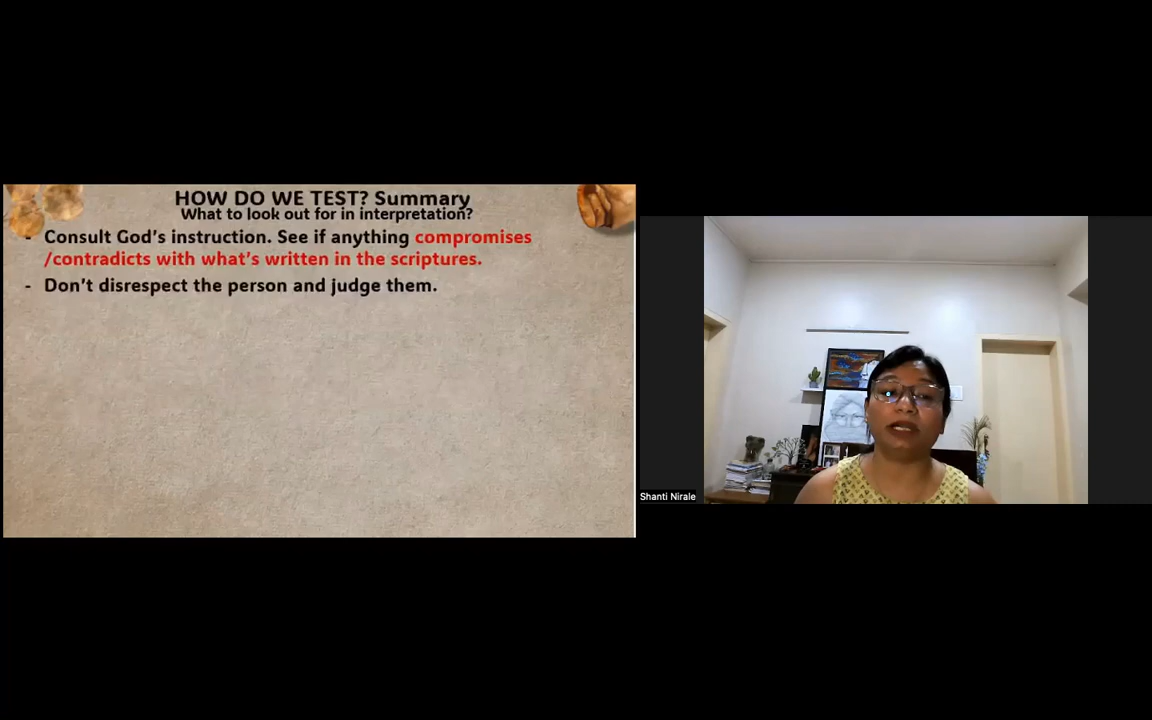 HOW DO WE TEST? Summary
What to look out for in interpretation?
- Consult God's instruction. See if anything compromises
/contradicts with what's written in the scriptures.
- Don't disrespect the person and judge them.
Shanti Nirale